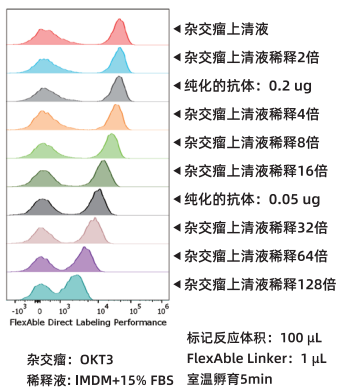 ◀杂交瘤上清液
◀杂交瘤上清液稀释2倍
◀纯化的抗体：0.2 ug
◀杂交瘤上清液稀释4倍
◀杂交瘤上清液稀释8倍
◀杂交瘤上清液稀释16倍
◀纯化的抗体：0.05 ug
◀杂交瘤上清液稀释32倍
◀杂交瘤上清液稀释64倍
◀杂交瘤上清液稀释128倍
-10³ 0 10³ 10⁴ 10⁵ 10⁶
FlexAble Direct Labeling Performance
杂交瘤：OKT3
稀释液：IMDM+15% FBS
标记反应体积：100 μL
FlexAble Linker：1 μL
室温孵育5min